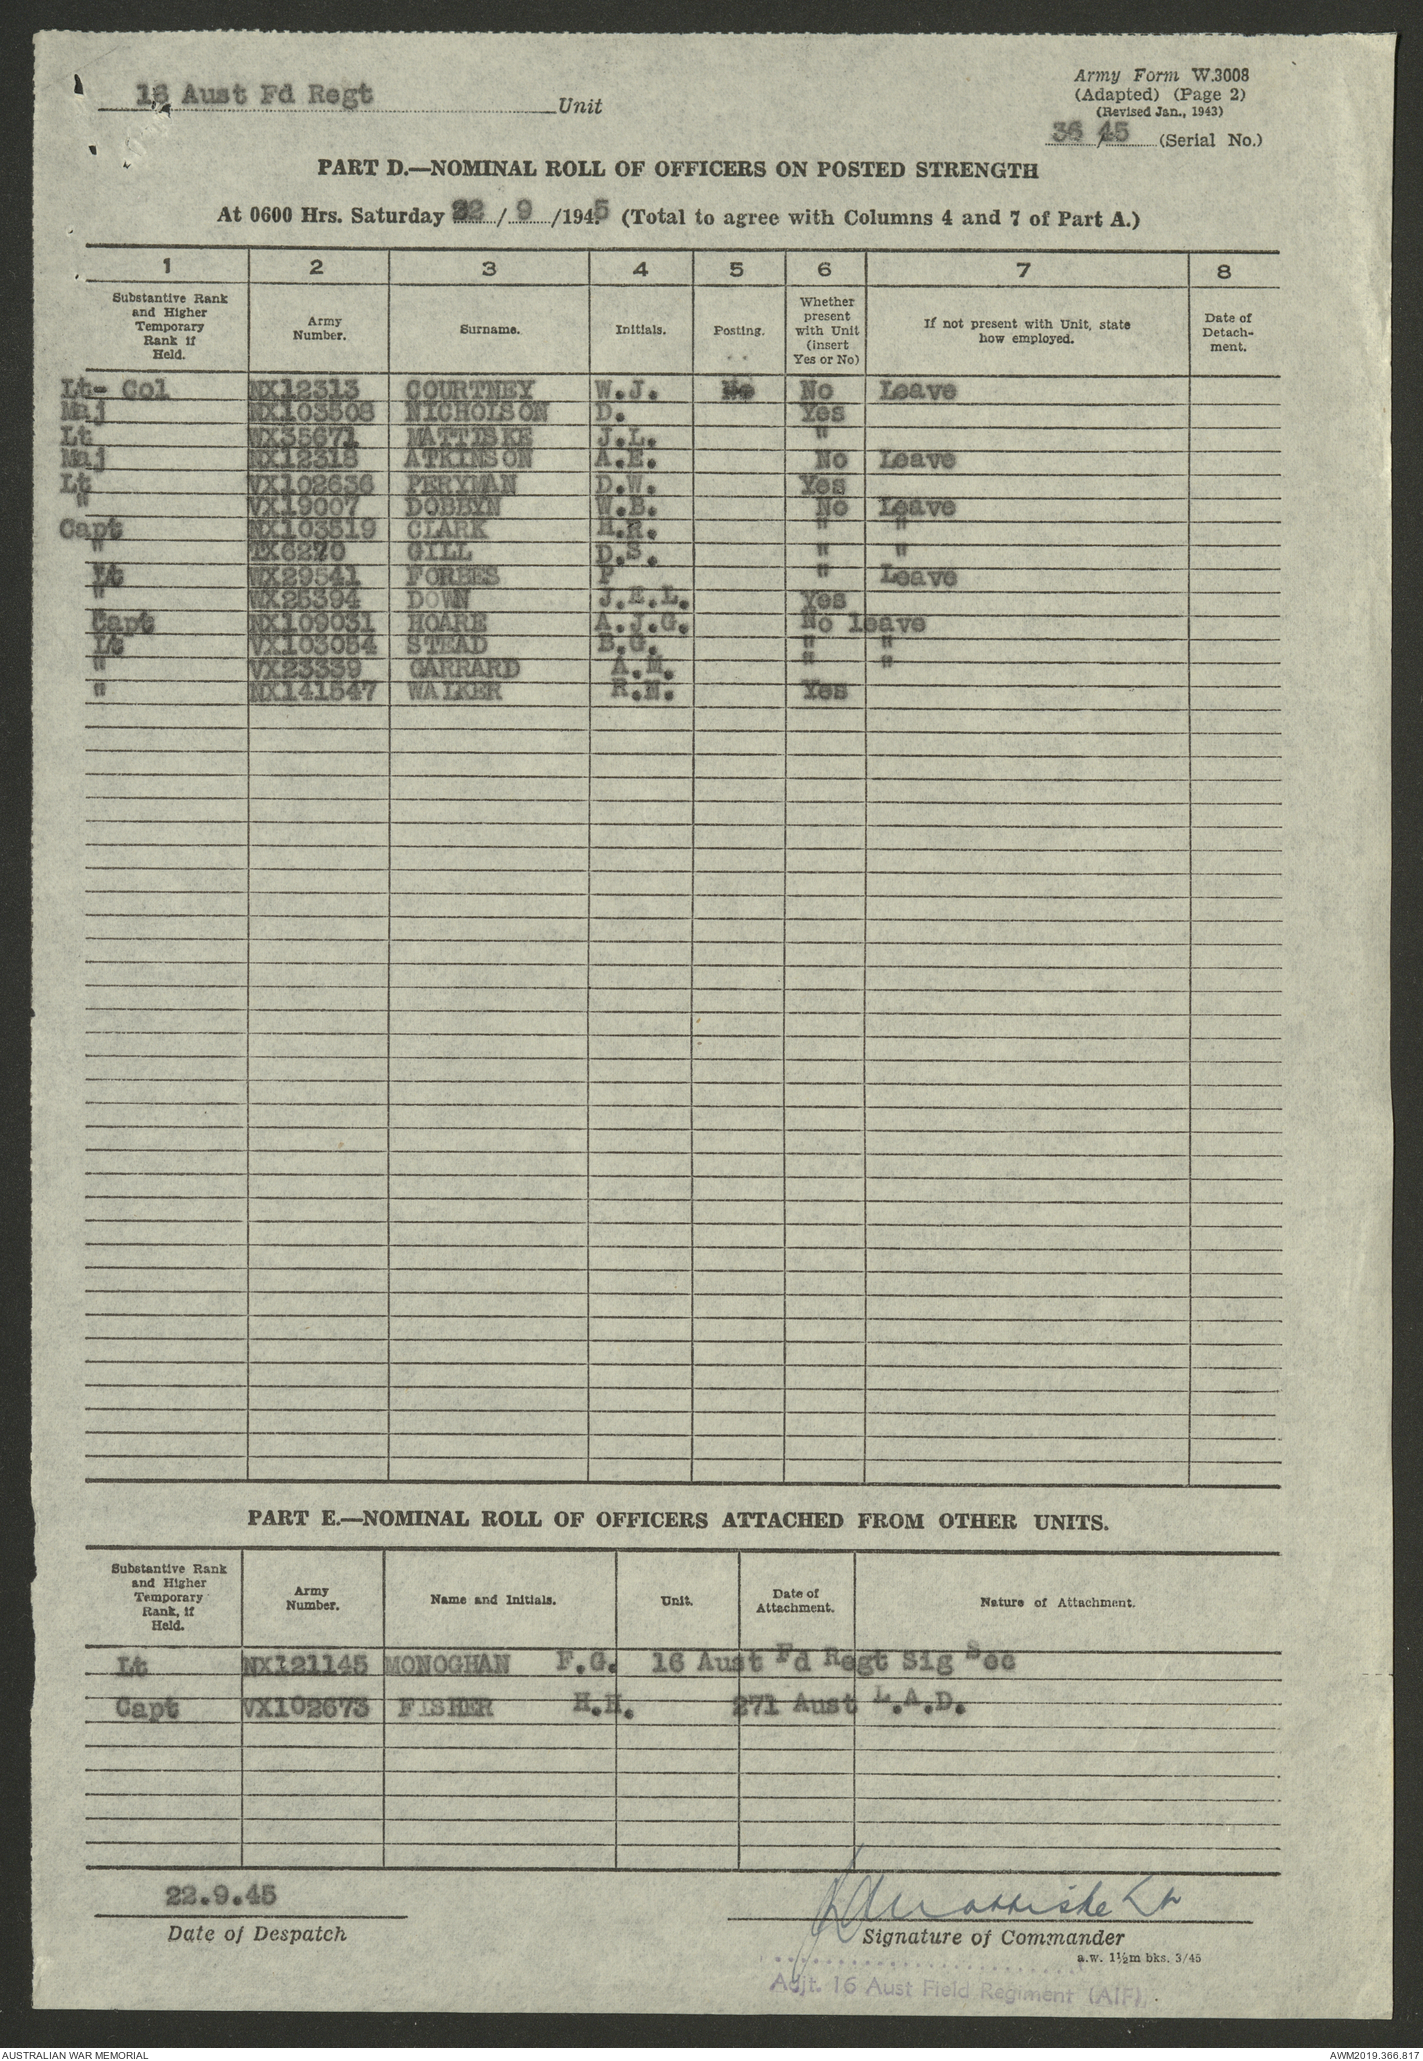 16 Aust Fd Regt Unit
Army Form W.3008
(Adapted) (Page 2)
(Revised Jan., 1943)
36/45 (Serial No.)
PART D.—NOMINAL ROLL OF OFFICERS ON POSTED STRENGTH
At 0600 Hrs. Saturday 22/9/1945 (Total to agree with Columns 4 and 7 of Part A.)
1 2 3 4 5 6 7 8
Substantive Rank and Higher Temporary Rank if Held. Army Number. Surname. Initials. Posting. Whether present with Unit (insert Yes or No) If not present with Unit, state how employed. Date of Detachment.
Lt- Col NX12313 COURTNEY W.J. No No Leave
Maj NX103508 NICHOLSON D. Yes
Lt WX35671 MATTISKE J.L. "
Maj NX12318 ATKINSON A.E. No Leave
Lt VX102636 PERYMAN D.W. Yes
" VX19007 DOBBYN W.B. No Leave
Capt NX103519 CLARK H.R. " "
" TX6270 GILL D.S. " "
Lt WX29541 FORBES P " Leave
" WX25394 DOWN J.E.L. Yes
Capt NX109031 HOARE A.J.G. No leave
Lt VX103054 STEAD B.G. " "
" VX23339 GARRARD A.M. " "
" NX141547 WALKER R.N. Yes
PART E.—NOMINAL ROLL OF OFFICERS ATTACHED FROM OTHER UNITS.
Substantive Rank and Higher Temporary Rank, if Held. Army Number. Name and Initials. Unit. Date of Attachment. Nature of Attachment.
Lt NX121145 MONOGHAN F.G. 16 Aust Fd Regt Sig Sec
Capt VX102673 FISHER H.H. 271 Aust L.A.D.
22.9.45
Date of Despatch
JL Mattiske Lt
Signature of Commander
a.w. 1½m bks. 3/45
Adjt. 16 Aust Field Regiment (AIF)
AUSTRALIAN WAR MEMORIAL
AWM2019.366.817